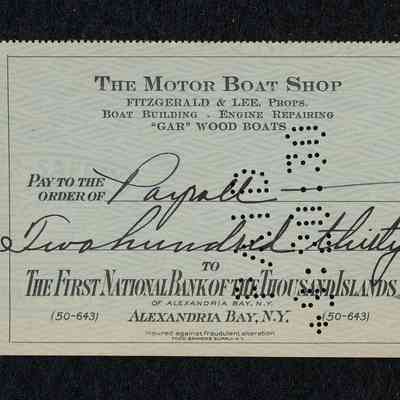 THE MOTOR BOAT SHOP
FITZGERALD & LEE, PROPS.
BOAT BUILDING - ENGINE REPAIRING
"GAR" WOOD BOATS
PAY TO THE
ORDER OF Payroll
Two hundred thirty
TO
THE FIRST NATIONAL BANK OF THE THOUSAND ISLANDS
OF ALEXANDRIA BAY, N.Y.
(50-643) ALEXANDRIA BAY, N.Y. (50-643)
Insured against fraudulent alteration